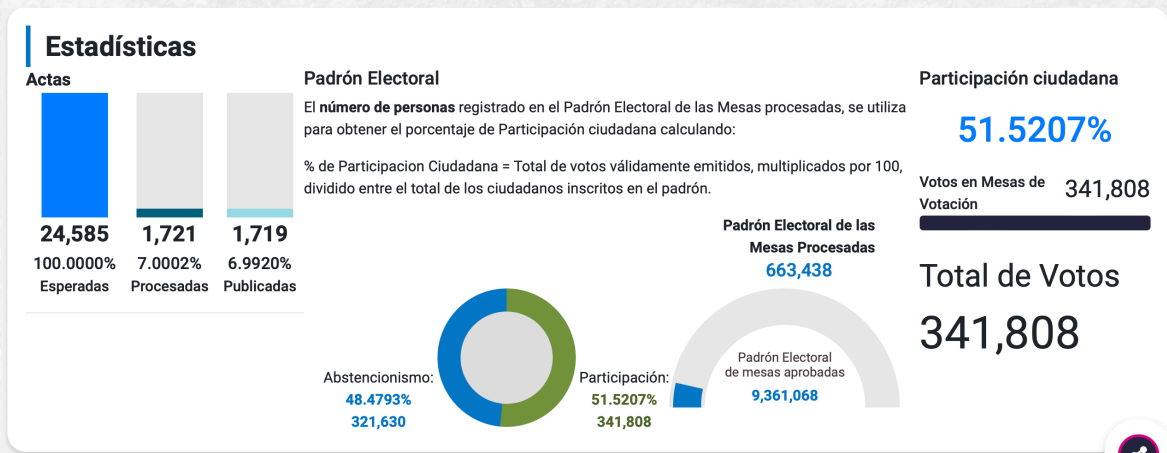 Estadísticas
Actas
24,585
100.0000%
Esperadas
1,721
7.0002%
Procesadas
1,719
6.9920%
Publicadas
Padrón Electoral
El número de personas registrado en el Padrón Electoral de las Mesas procesadas, se utiliza
para obtener el porcentaje de Participación ciudadana calculando:
% de Participacion Ciudadana = Total de votos válidamente emitidos, multiplicados por 100,
dividido entre el total de los ciudadanos inscritos en el padrón.
Abstencionismo:
48.4793%
321,630
Participación:
51.5207%
341,808
Padrón Electoral de las
Mesas Procesadas
663,438
Padrón Electoral
de mesas aprobadas
9,361,068
Participación ciudadana
51.5207%
Votos en Mesas de
Votación
341,808
Total de Votos
341,808